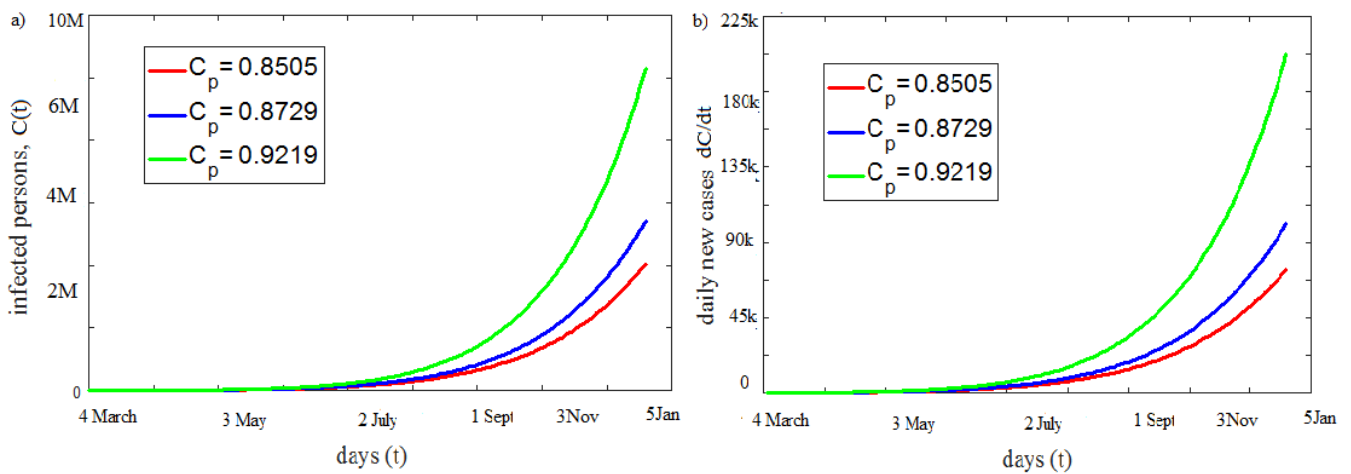 a)
10M
6M
4M
2M
0
infected persons, C(t)
C_p = 0.8505
C_p = 0.8729
C_p = 0.9219
4 March
3 May
2 July
1 Sept
3Nov
5Jan
days (t)
b)
225k
180k
135k
90k
45k
0
daily new cases dC/dt
C_p = 0.8505
C_p = 0.8729
C_p = 0.9219
4 March
3 May
2 July
1 Sept
3Nov
5Jan
days (t)